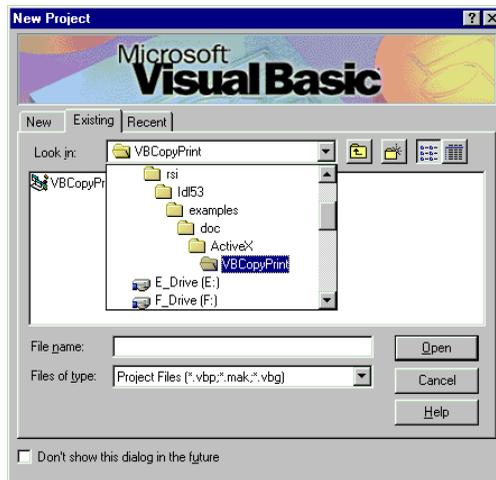 New Project
Microsoft
Visual Basic
New Existing Recent
Look in: VBCopyPrint
VBCopyPr
rsi
Idl53
examples
doc
ActiveX
VBCopyPrint
E_Drive (E:)
F_Drive (F:)
File name:
Open
Files of type: Project Files (*.vbp;*.mak;*.vbg)
Cancel
Help
Don't show this dialog in the future